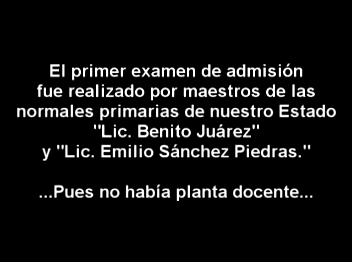 El primer examen de admisión
fue realizado por maestros de las
normales primarias de nuestro Estado
"Lic. Benito Juárez"
y "Lic. Emilio Sánchez Piedras."
...Pues no había planta docente...